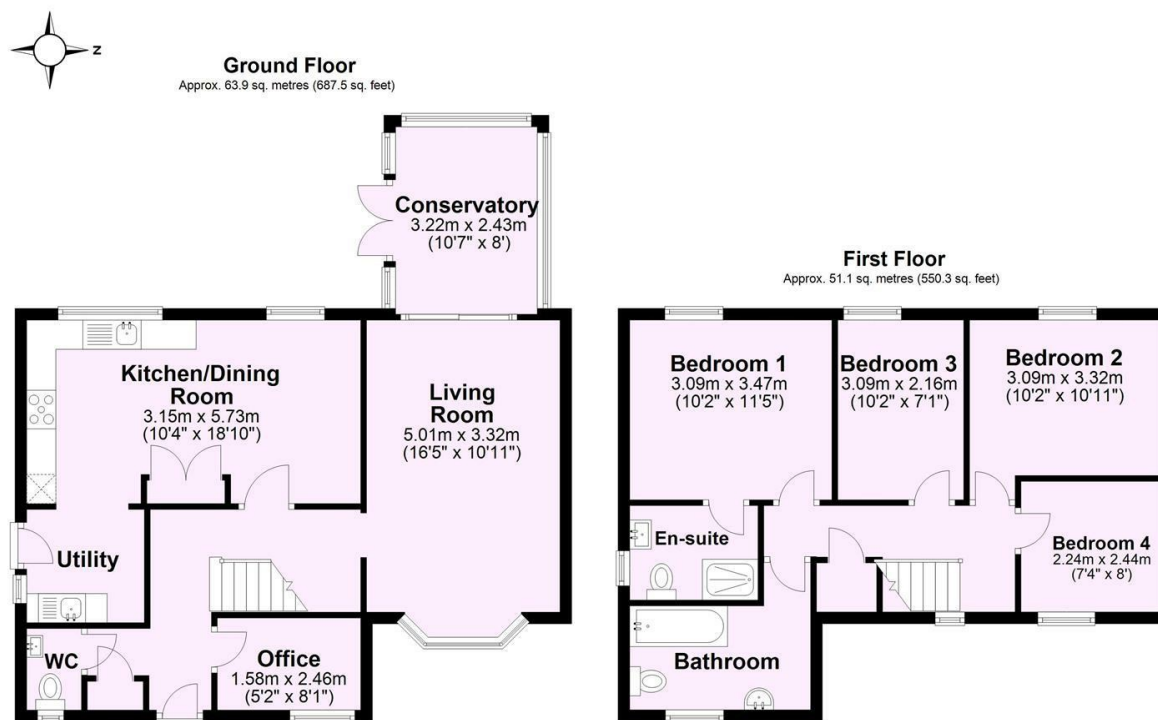 Z
Ground Floor
Approx. 63.9 sq. metres (687.5 sq. feet)
Conservatory
3.22m x 2.43m
(10'7" x 8')
Kitchen/Dining
Room
3.15m x 5.73m
(10'4" x 18'10")
Living
Room
5.01m x 3.32m
(16'5" x 10'11")
Utility
WC
Office
1.58m x 2.46m
(5'2" x 8'1")
First Floor
Approx. 51.1 sq. metres (550.3 sq. feet)
Bedroom 1
3.09m x 3.47m
(10'2" x 11'5")
Bedroom 3
3.09m x 2.16m
(10'2" x 7'1")
Bedroom 2
3.09m x 3.32m
(10'2" x 10'11")
En-suite
Bedroom 4
2.24m x 2.44m
(7'4" x 8')
Bathroom